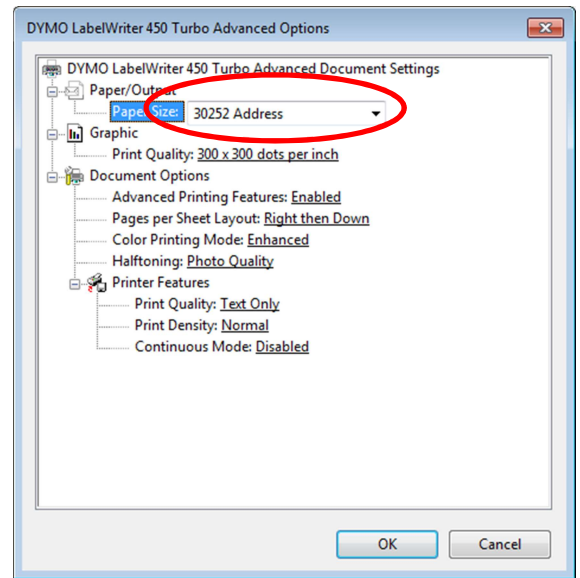 DYMO LabelWriter 450 Turbo Advanced Options
DYMO LabelWriter 450 Turbo Advanced Document Settings
Paper/Output
Paper Size: 30252 Address
Graphic
Print Quality: 300 x 300 dots per inch
Document Options
Advanced Printing Features: Enabled
Pages per Sheet Layout: Right then Down
Color Printing Mode: Enhanced
Halftoning: Photo Quality
Printer Features
Print Quality: Text Only
Print Density: Normal
Continuous Mode: Disabled
OK Cancel